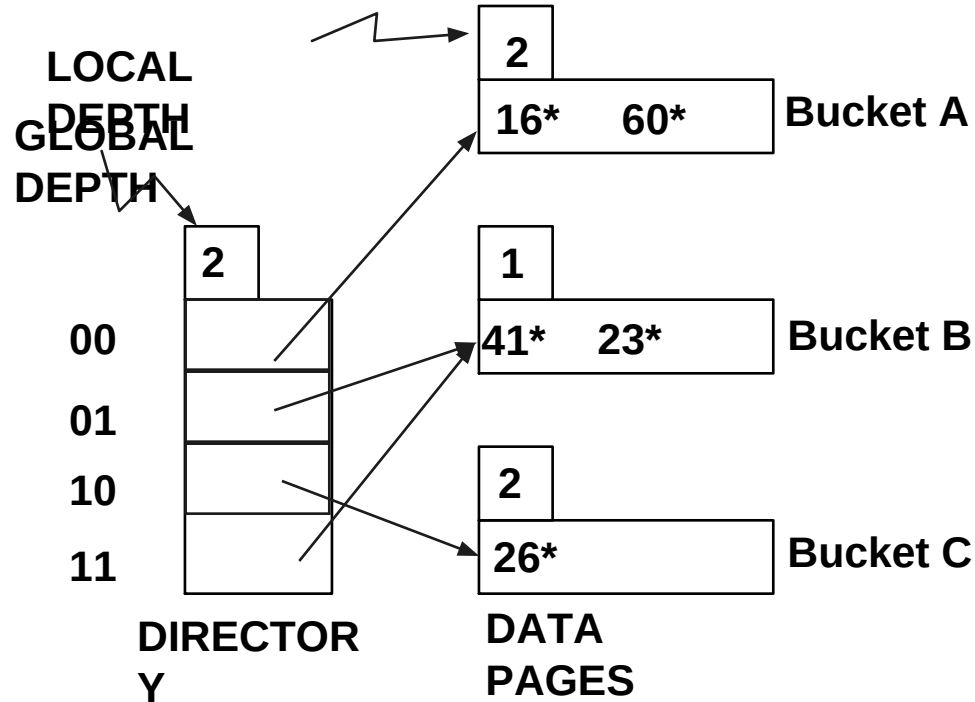 LOCAL
DEPTH
GLOBAL
DEPTH
2
00
01
10
11
DIRECTOR
Y
2
16* 60*
Bucket A
1
41* 23*
Bucket B
2
26*
Bucket C
DATA
PAGES